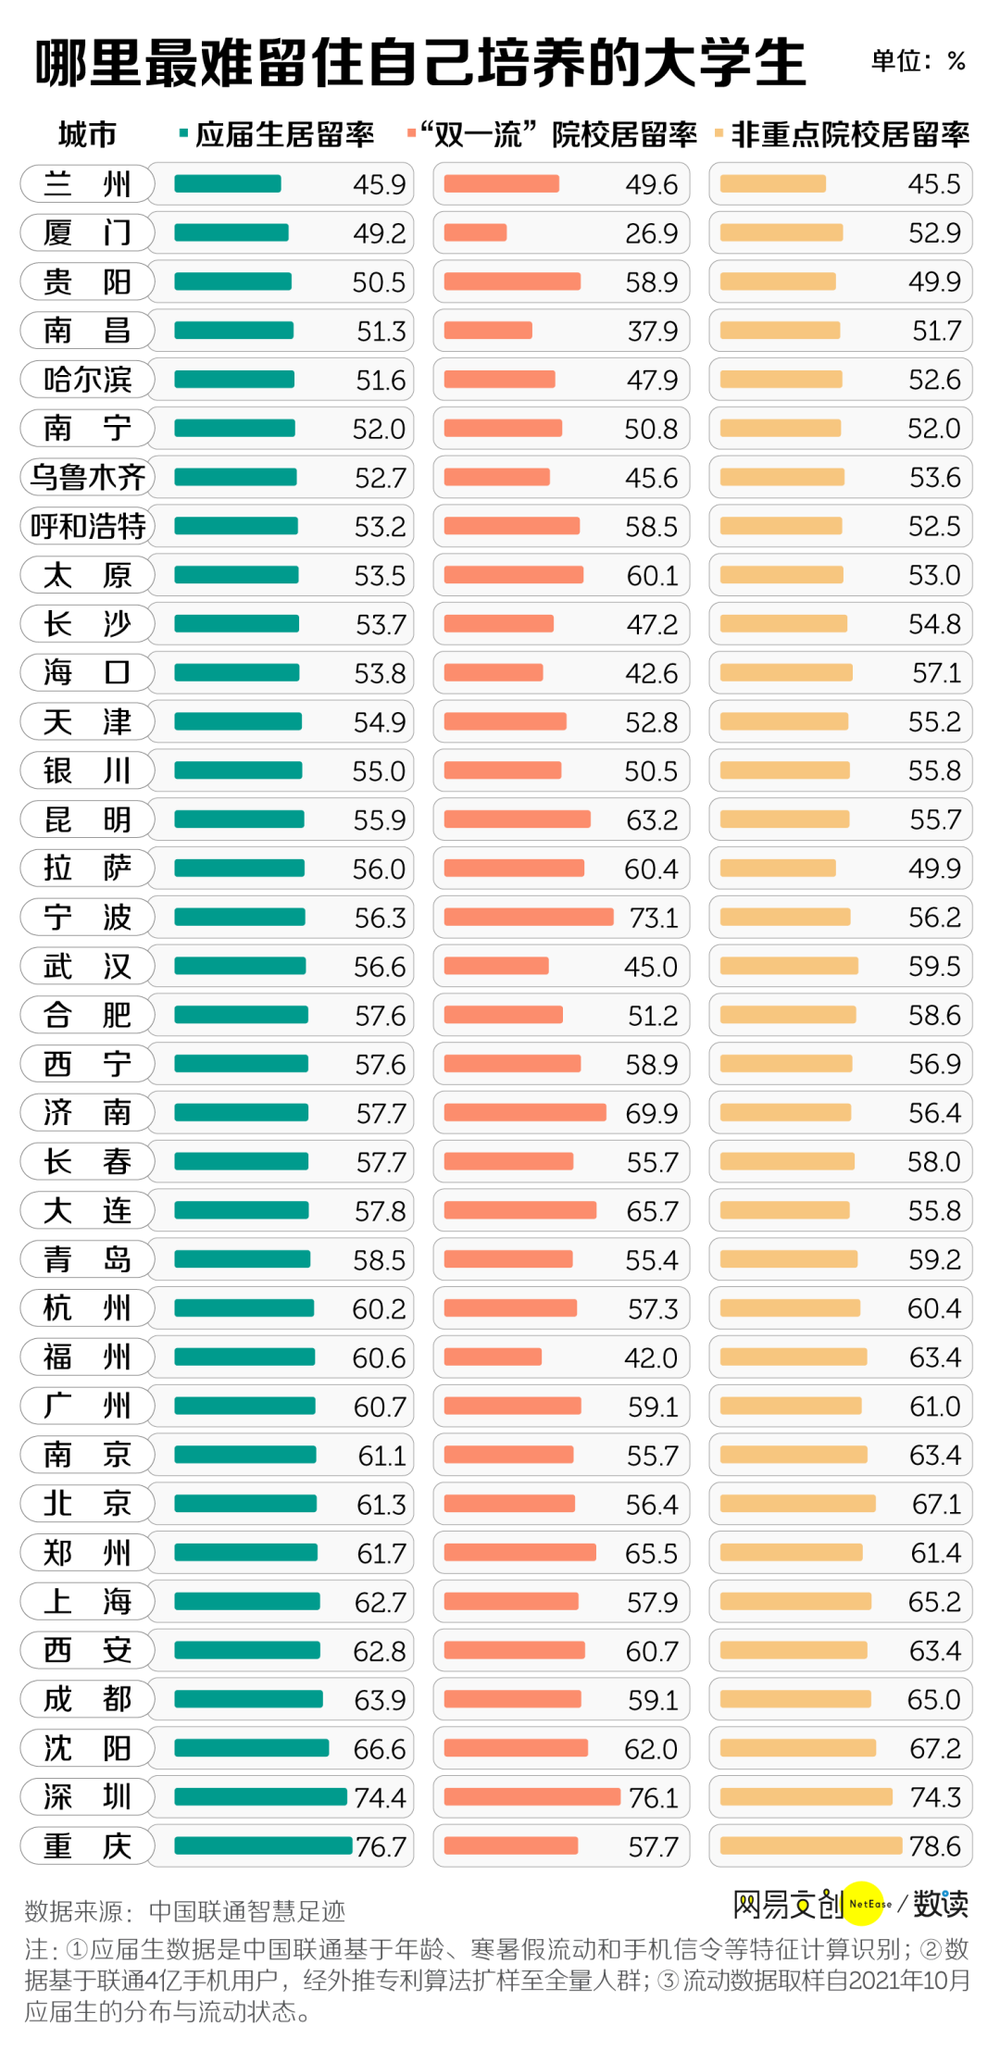 哪里最难留住自己培养的大学生 单位：%
城市 应届生居留率 “双一流”院校居留率 非重点院校居留率
兰州 45.9 49.6 45.5
厦门 49.2 26.9 52.9
贵阳 50.5 58.9 49.9
南昌 51.3 37.9 51.7
哈尔滨 51.6 47.9 52.6
南宁 52.0 50.8 52.0
乌鲁木齐 52.7 45.6 53.6
呼和浩特 53.2 58.5 52.5
太原 53.5 60.1 53.0
长沙 53.7 47.2 54.8
海口 53.8 42.6 57.1
天津 54.9 52.8 55.2
银川 55.0 50.5 55.8
昆明 55.9 63.2 55.7
拉萨 56.0 60.4 49.9
宁波 56.3 73.1 56.2
武汉 56.6 45.0 59.5
合肥 57.6 51.2 58.6
西宁 57.6 58.9 56.9
济南 57.7 69.9 56.4
长春 57.7 55.7 58.0
大连 57.8 65.7 55.8
青岛 58.5 55.4 59.2
杭州 60.2 57.3 60.4
福州 60.6 42.0 63.4
广州 60.7 59.1 61.0
南京 61.1 55.7 63.4
北京 61.3 56.4 67.1
郑州 61.7 65.5 61.4
上海 62.7 57.9 65.2
西安 62.8 60.7 63.4
成都 63.9 59.1 65.0
沈阳 66.6 62.0 67.2
深圳 74.4 76.1 74.3
重庆 76.7 57.7 78.6
数据来源：中国联通智慧足迹
网易文创 NetEase / 数读
注：①应届生数据是中国联通基于年龄、寒暑假流动和手机信令等特征计算识别；②数
据基于联通4亿手机用户，经外推专利算法扩样至全量人群；③流动数据取样自2021年10月
应届生的分布与流动状态。